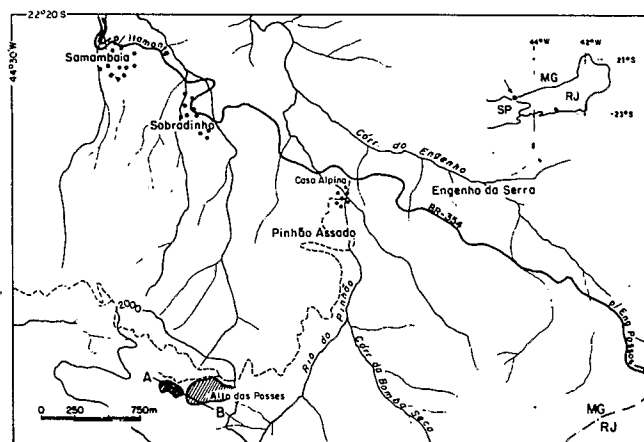 22°20 S
44°30 W
p/ Itamonte
Samambaia
Sobradinho
44°W
42°W
21°S
MG
RJ
SP
-23°S
Córr. do Engenho
Casa Alpina
Engenho da Serra
BR-354
Pinhão Assado
Rio do Pinhão
2000
p/ Eng. Passos
A
Alto das Posses
B
Córr. da Bomba Seca
0 250 750m
MG
RJ